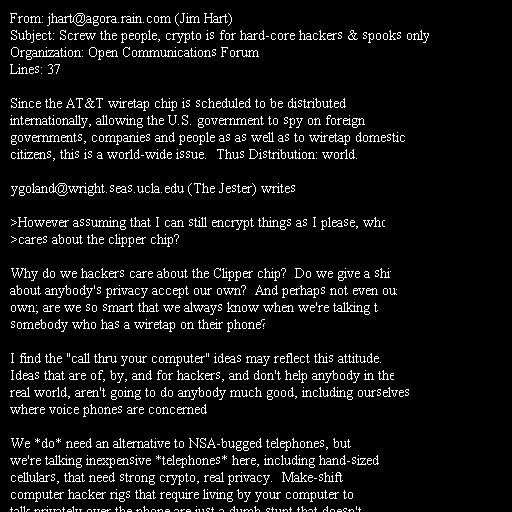 From: jhart@agora.rain.com (Jim Hart)
Subject: Screw the people, crypto is for hard-core hackers & spooks only
Organization: Open Communications Forum
Lines: 37

Since the AT&T wiretap chip is scheduled to be distributed
internationally, allowing the U.S. government to spy on foreign
governments, companies and people as as well as to wiretap domestic
citizens, this is a world-wide issue.  Thus Distribution: world.

ygoland@wright.seas.ucla.edu (The Jester) writes

>However assuming that I can still encrypt things as I please, who
>cares about the clipper chip?

Why do we hackers care about the Clipper chip?  Do we give a shi
about anybody's privacy accept our own?  And perhaps not even ou
own; are we so smart that we always know when we're talking t
somebody who has a wiretap on their phone?

I find the "call thru your computer" ideas may reflect this attitude.
Ideas that are of, by, and for hackers, and don't help anybody in the
real world, aren't going to do anybody much good, including ourselves
where voice phones are concerned

We *do* need an alternative to NSA-bugged telephones, but
we're talking inexpensive *telephones* here, including hand-sized
cellulars, that need strong crypto, real privacy.  Make-shift
computer hacker rigs that require living by your computer to
talk privately over the phone are just a dumb stunt that doesn't